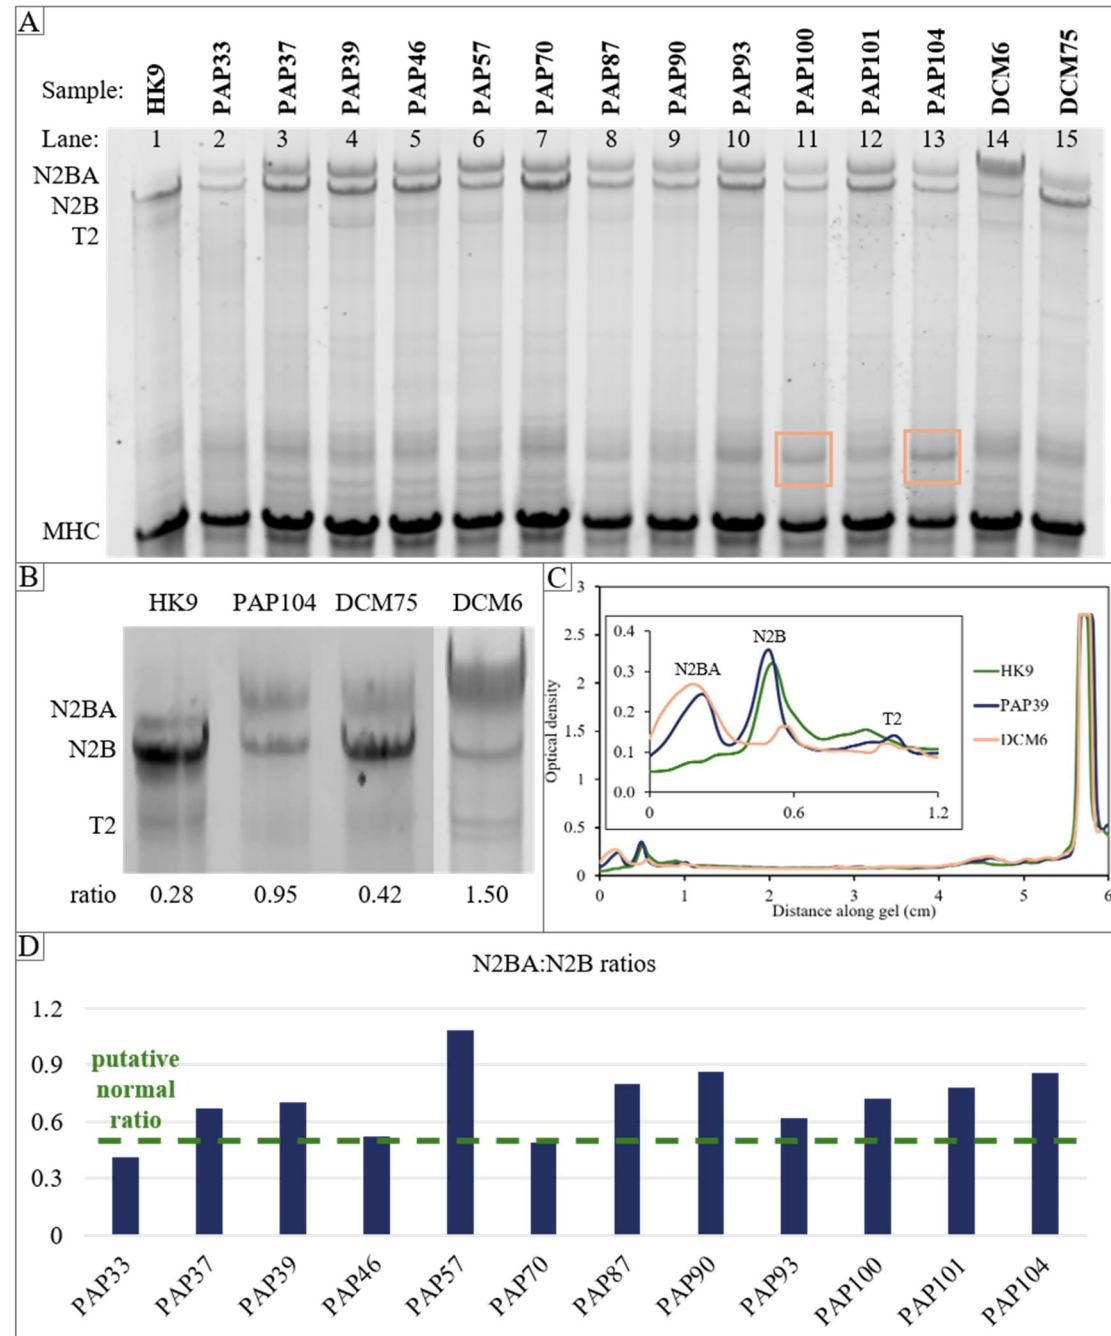 A
Sample: HK9 PAP33 PAP37 PAP39 PAP46 PAP57 PAP70 PAP87 PAP90 PAP93 PAP100 PAP101 PAP104 DCM6 DCM75
Lane: 1 2 3 4 5 6 7 8 9 10 11 12 13 14 15
N2BA
N2B
T2
MHC
B
HK9 PAP104 DCM75 DCM6
N2BA
N2B
T2
ratio 0.28 0.95 0.42 1.50
C
3
2.5
2
1.5
1
0.5
0
Optical density
0.4
0.3
0.2
0.1
0.0
0 0.6 1.2
N2BA
N2B
T2
HK9
PAP39
DCM6
0 1 2 3 4 5 6
Distance along gel (cm)
D
N2BA:N2B ratios
1.2
0.9
0.6
0.3
0
putative
normal
ratio
PAP33 PAP37 PAP39 PAP46 PAP57 PAP70 PAP87 PAP90 PAP93 PAP100 PAP101 PAP104